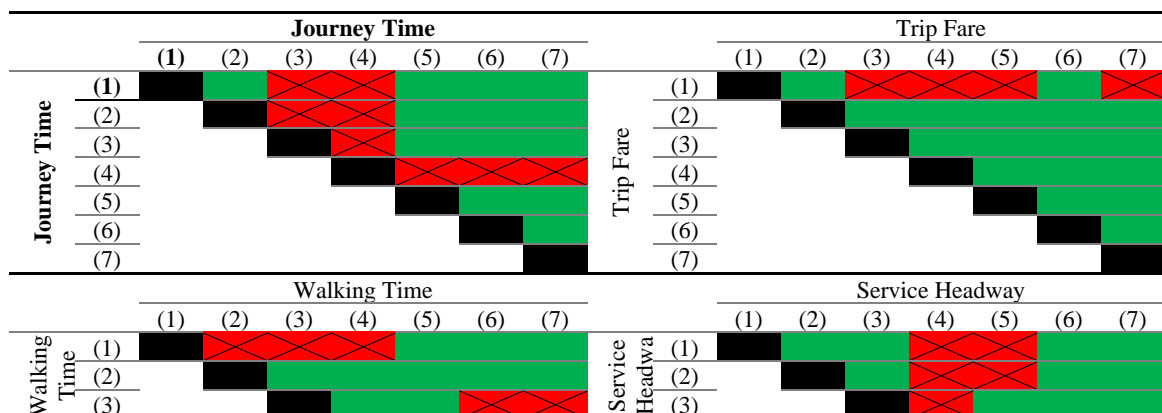 Journey Time Trip Fare
(1) (2) (3) (4) (5) (6) (7) (1) (2) (3) (4) (5) (6) (7)
Journey Time
(1)
(2)
(3)
(4)
(5)
(6)
(7)
Trip Fare
(1)
(2)
(3)
(4)
(5)
(6)
(7)
Walking Time Service Headway
(1) (2) (3) (4) (5) (6) (7) (1) (2) (3) (4) (5) (6) (7)
Walking
Time
(1)
(2)
(3)
Service
Headwa
(1)
(2)
(3)